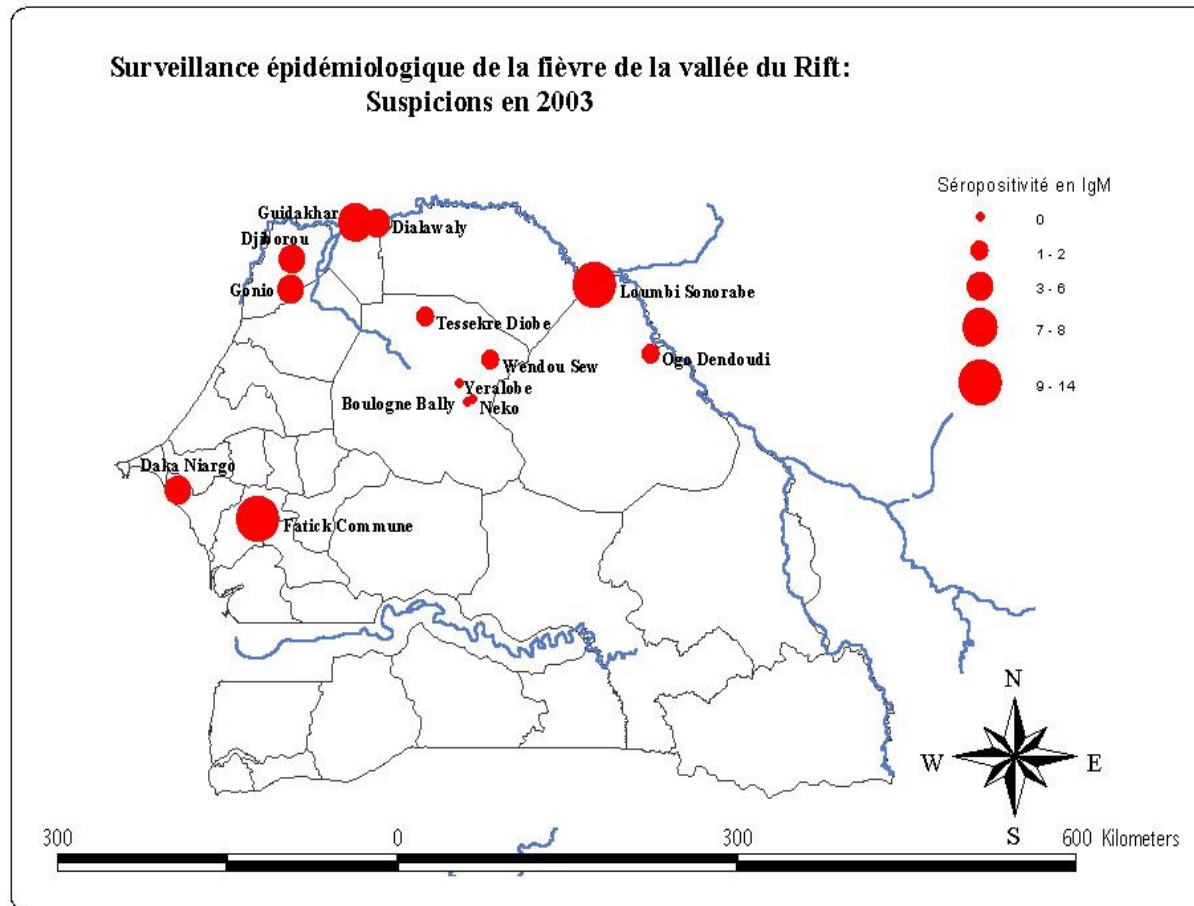 Surveillance épidémiologique de la fièvre de la vallée du Rift:
Suspicions en 2003
Séropositivité en IgM
0
1 - 2
3 - 6
7 - 8
9 - 14
Guidakhar
Dialawaly
Djiborou
Gonio
Loumbi Sonorabe
Tessekre Diobe
Wendou Sew
Ogo Dendoudi
Yeralobe
Boulogne Bally
Neko
Daka Niargo
Fatick Commune
N
W E
S
300 0 300 600 Kilometers